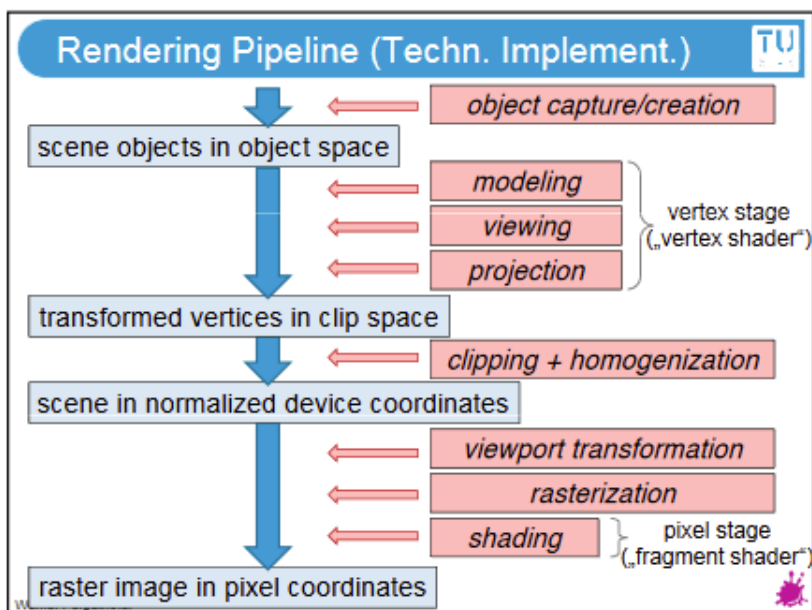 Rendering Pipeline (Techn. Implement.)
TU
object capture/creation
scene objects in object space
modeling
viewing
projection
vertex stage
(„vertex shader“)
transformed vertices in clip space
clipping + homogenization
scene in normalized device coordinates
viewport transformation
rasterization
shading
pixel stage
(„fragment shader“)
raster image in pixel coordinates